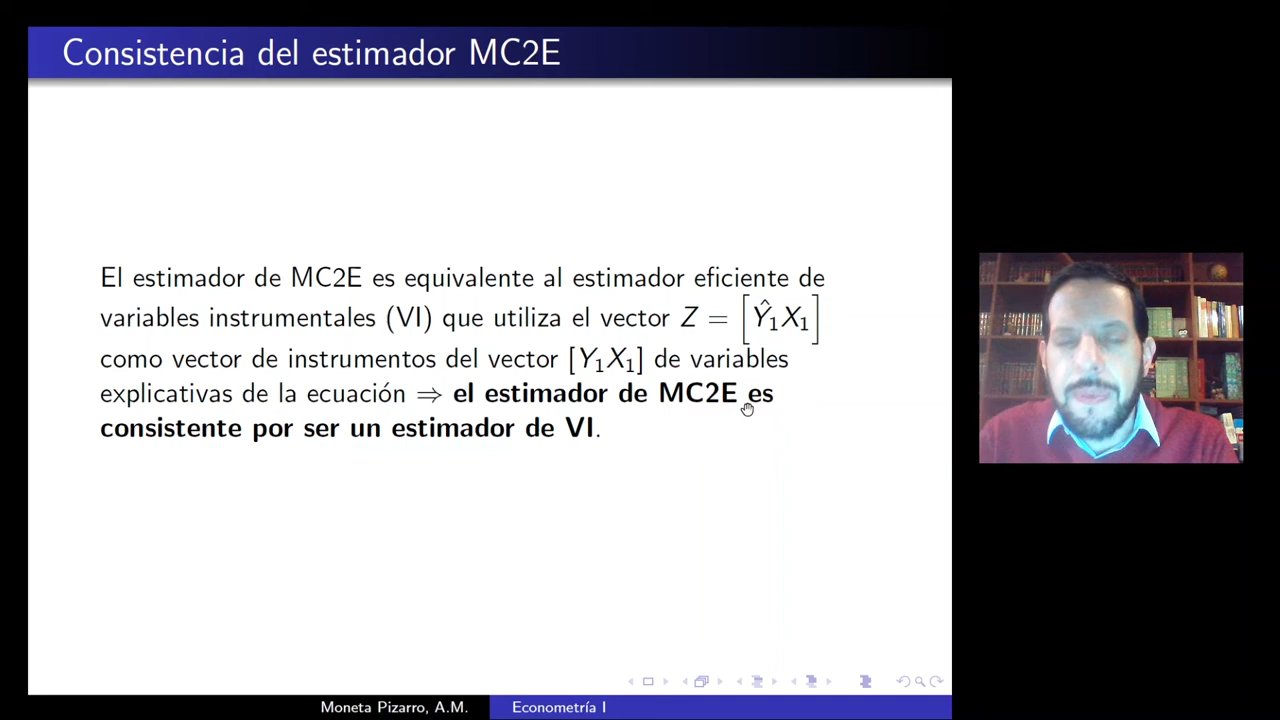 Consistencia del estimador MC2E
El estimador de MC2E es equivalente al estimador eficiente de
variables instrumentales (VI) que utiliza el vector Z = [Ŷ₁X₁]
como vector de instrumentos del vector [Y₁X₁] de variables
explicativas de la ecuación ⇒ el estimador de MC2E es
consistente por ser un estimador de VI.
Moneta Pizarro, A.M.
Econometría I